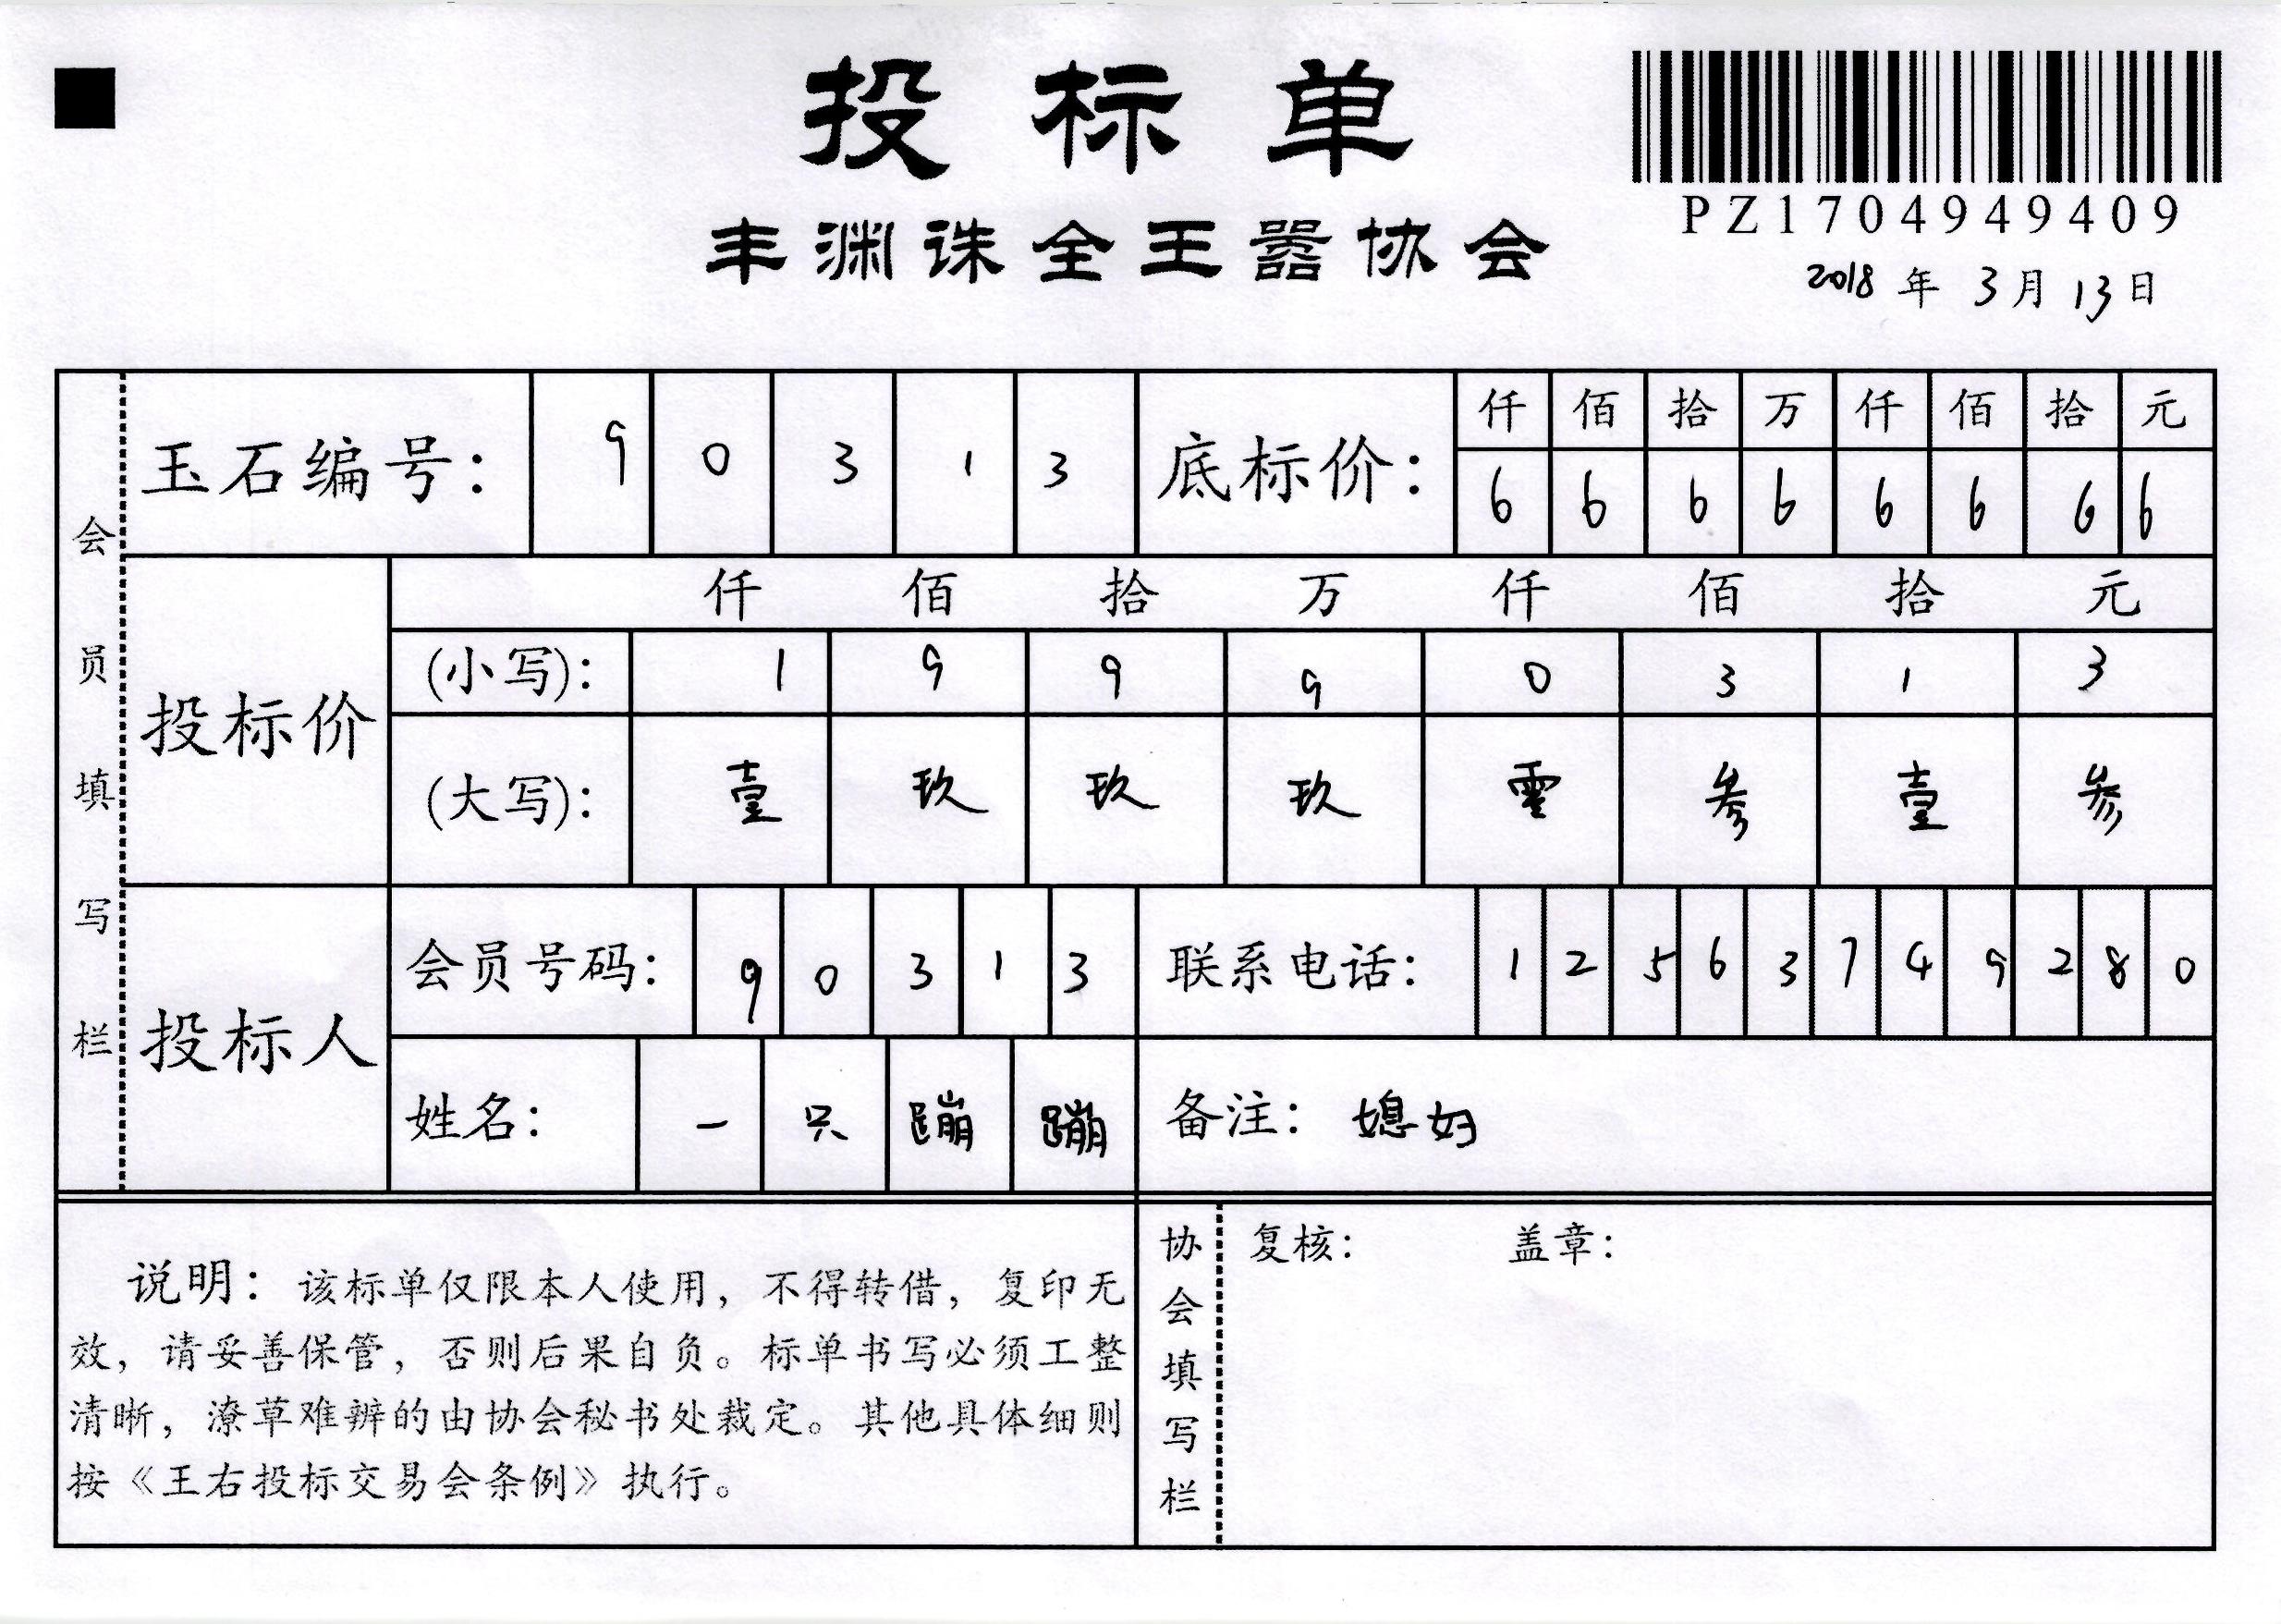 投标单
PZ1704949409
丰渊诛全王嚣协会
2018年3月13日
会员填写栏
玉石编号: 9 0 3 1 3
底标价: 仟 佰 拾 万 仟 佰 拾 元
6 6 6 6 6 6 6 6
投标价
仟 佰 拾 万 仟 佰 拾 元
(小写): 1 9 9 9 0 3 1 3
(大写): 壹 玖 玖 玖 零 叁 壹 叁
投标人
会员号码: 9 0 3 1 3
联系电话: 1 2 5 6 3 7 4 9 2 8 0
姓名: 一 只 蹦 蹦
备注: 媳妇
说明: 该标单仅限本人使用，不得转借，复印无
效，请妥善保管，否则后果自负。标单书写必须工整
清晰，潦草难辨的由协会秘书处裁定。其他具体细则
按《王右投标交易会条例》执行。
协会填写栏
复核: 盖章: